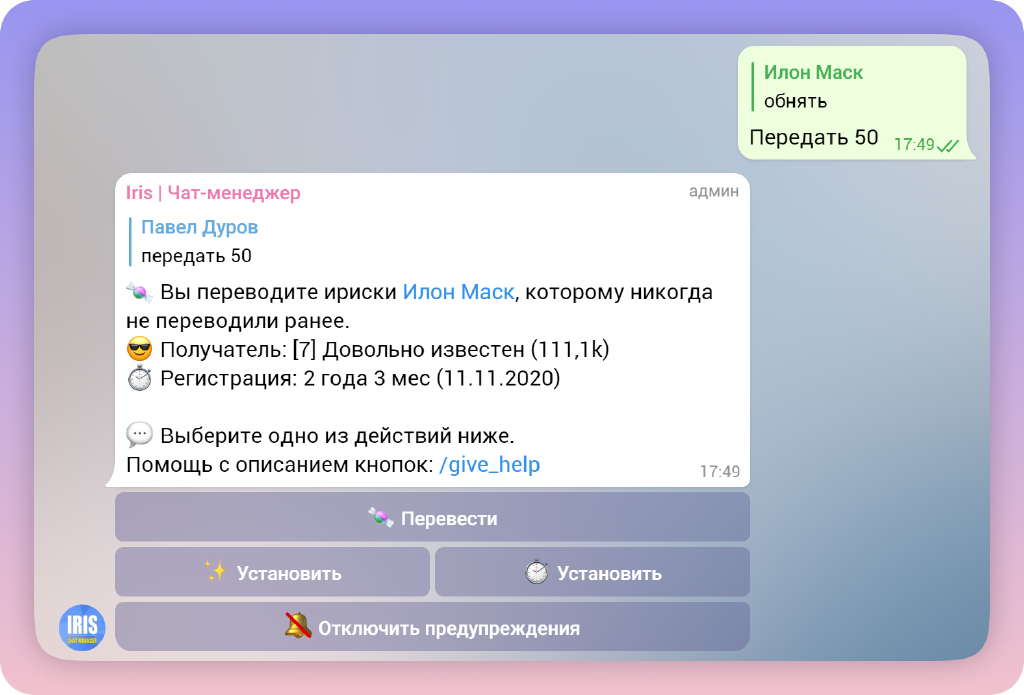 Илон Маск
обнять
Передать 50
17:49
Iris | Чат-менеджер
админ
Павел Дуров
передать 50
Вы переводите ириски Илон Маск, которому никогда
не переводили ранее.
Получатель: [7] Довольно известен (111,1k)
Регистрация: 2 года 3 мес (11.11.2020)
Выберите одно из действий ниже.
Помощь с описанием кнопок: /give_help
17:49
Перевести
Установить
Установить
Отключить предупреждения
IRIS
CHAT MANAGER